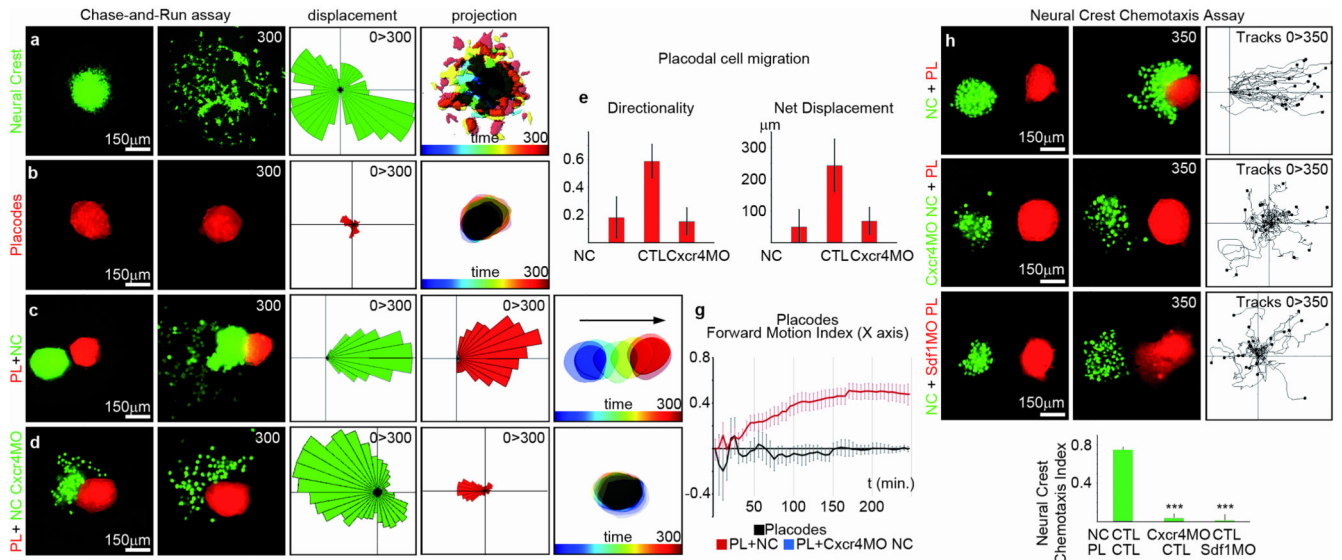 Chase-and-Run assay
displacement
projection
Neural Crest
a
150µm
300
0>300
time 300
Placodes
b
150µm
300
0>300
time 300
PL+NC
c
150µm
300
0>300
0>300
time 300
PL+ NC Cxcr4MO
d
150µm
300
0>300
0>300
time 300
Placodal cell migration
e
Directionality
0.6
0.4
0.2
NC
CTL
Cxcr4MO
Net Displacement
µm
300
200
100
NC
CTL
Cxcr4MO
g
Placodes
Forward Motion Index (X axis)
0.8
0.4
0
-0.4
50
100
150
200
t (min.)
Placodes
PL+NC
PL+Cxcr4MO NC
Neural Crest Chemotaxis Assay
h
NC + PL
150µm
350
Tracks 0>350
Cxcr4MO NC + PL
150µm
350
Tracks 0>350
NC + Sdf1MO PL
150µm
350
Tracks 0>350
Neural Crest
Chemotaxis Index
0.8
0.4
0
***
***
NC CTL Cxcr4MO CTL
PL CTL CTL Sdf1MO